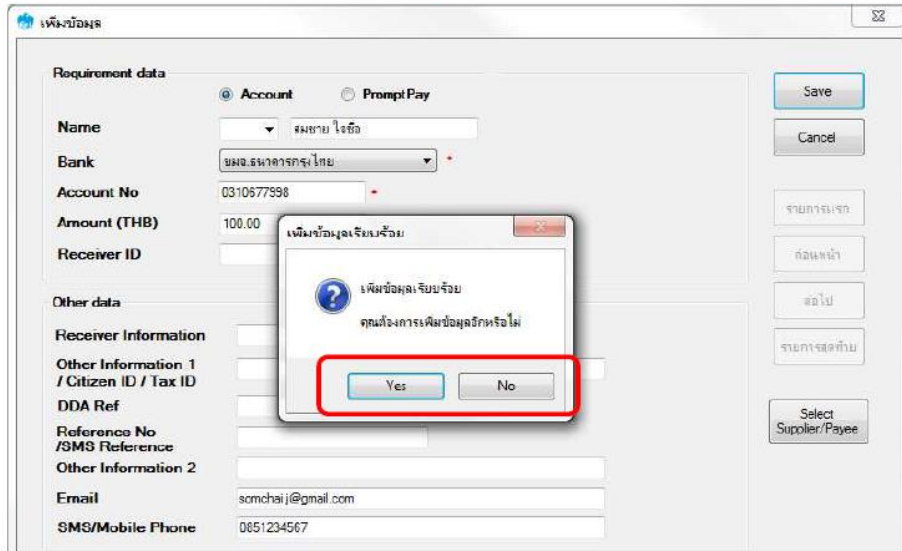 เพิ่มข้อมูล
Requirement data
Account PromptPay
Save
Name สมชาย ใจซื่อ
Cancel
Bank บมจ.ธนาคารกรุงไทย *
Account No 0310677998 *
Amount (THB) 100.00
รายการแรก
Receiver ID
ก่อนหน้า
เพิ่มข้อมูลเรียบร้อย
เพิ่มข้อมูลเรียบร้อย
คุณต้องการเพิ่มข้อมูลอีกหรือไม่
Yes No
Other data
ต่อไป
Receiver Information
รายการสุดท้าย
Other Information 1
/ Citizen ID / Tax ID
DDA Ref
Select
Supplier/Payee
Reference No
/SMS Reference
Other Information 2
Email somchaij@gmail.com
SMS/Mobile Phone 0851234567